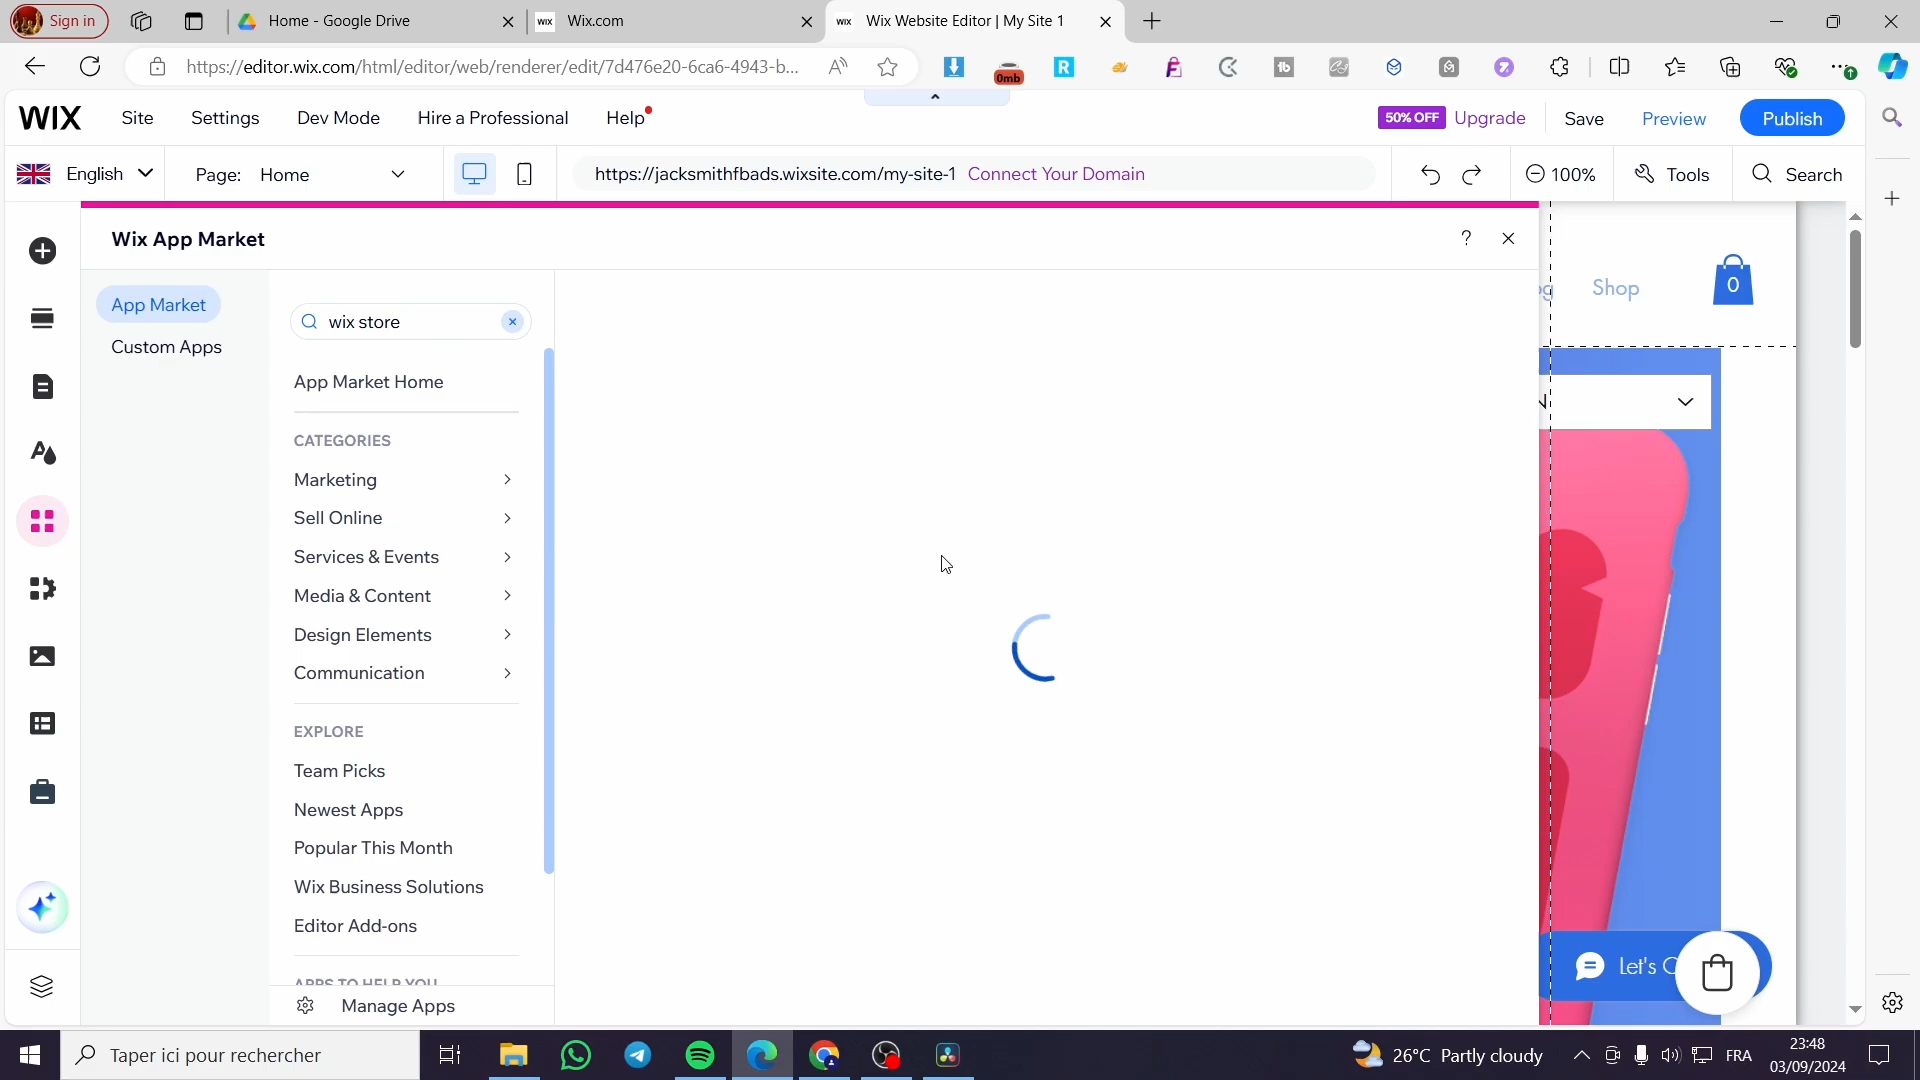 Sign in
Home - Google Drive
WIX Wix.com
WIX Wix Website Editor | My Site 1
https://editor.wix.com/html/editor/web/renderer/edit/7d476e20-6ca6-4943-b...
0mb
WIX Site Settings Dev Mode Hire a Professional Help
50% OFF Upgrade Save Preview Publish
English Page: Home
https://jacksmithfbads.wixsite.com/my-site-1 Connect Your Domain
100% Tools Search
Wix App Market
?
App Market
Custom Apps
wix store
App Market Home
CATEGORIES
Marketing
Sell Online
Services & Events
Media & Content
Design Elements
Communication
EXPLORE
Team Picks
Newest Apps
Popular This Month
Wix Business Solutions
Editor Add-ons
APPS TO HELP YOU
Manage Apps
Shop
0
Let's C
Taper ici pour rechercher
26°C Partly cloudy
FRA
23:48
03/09/2024